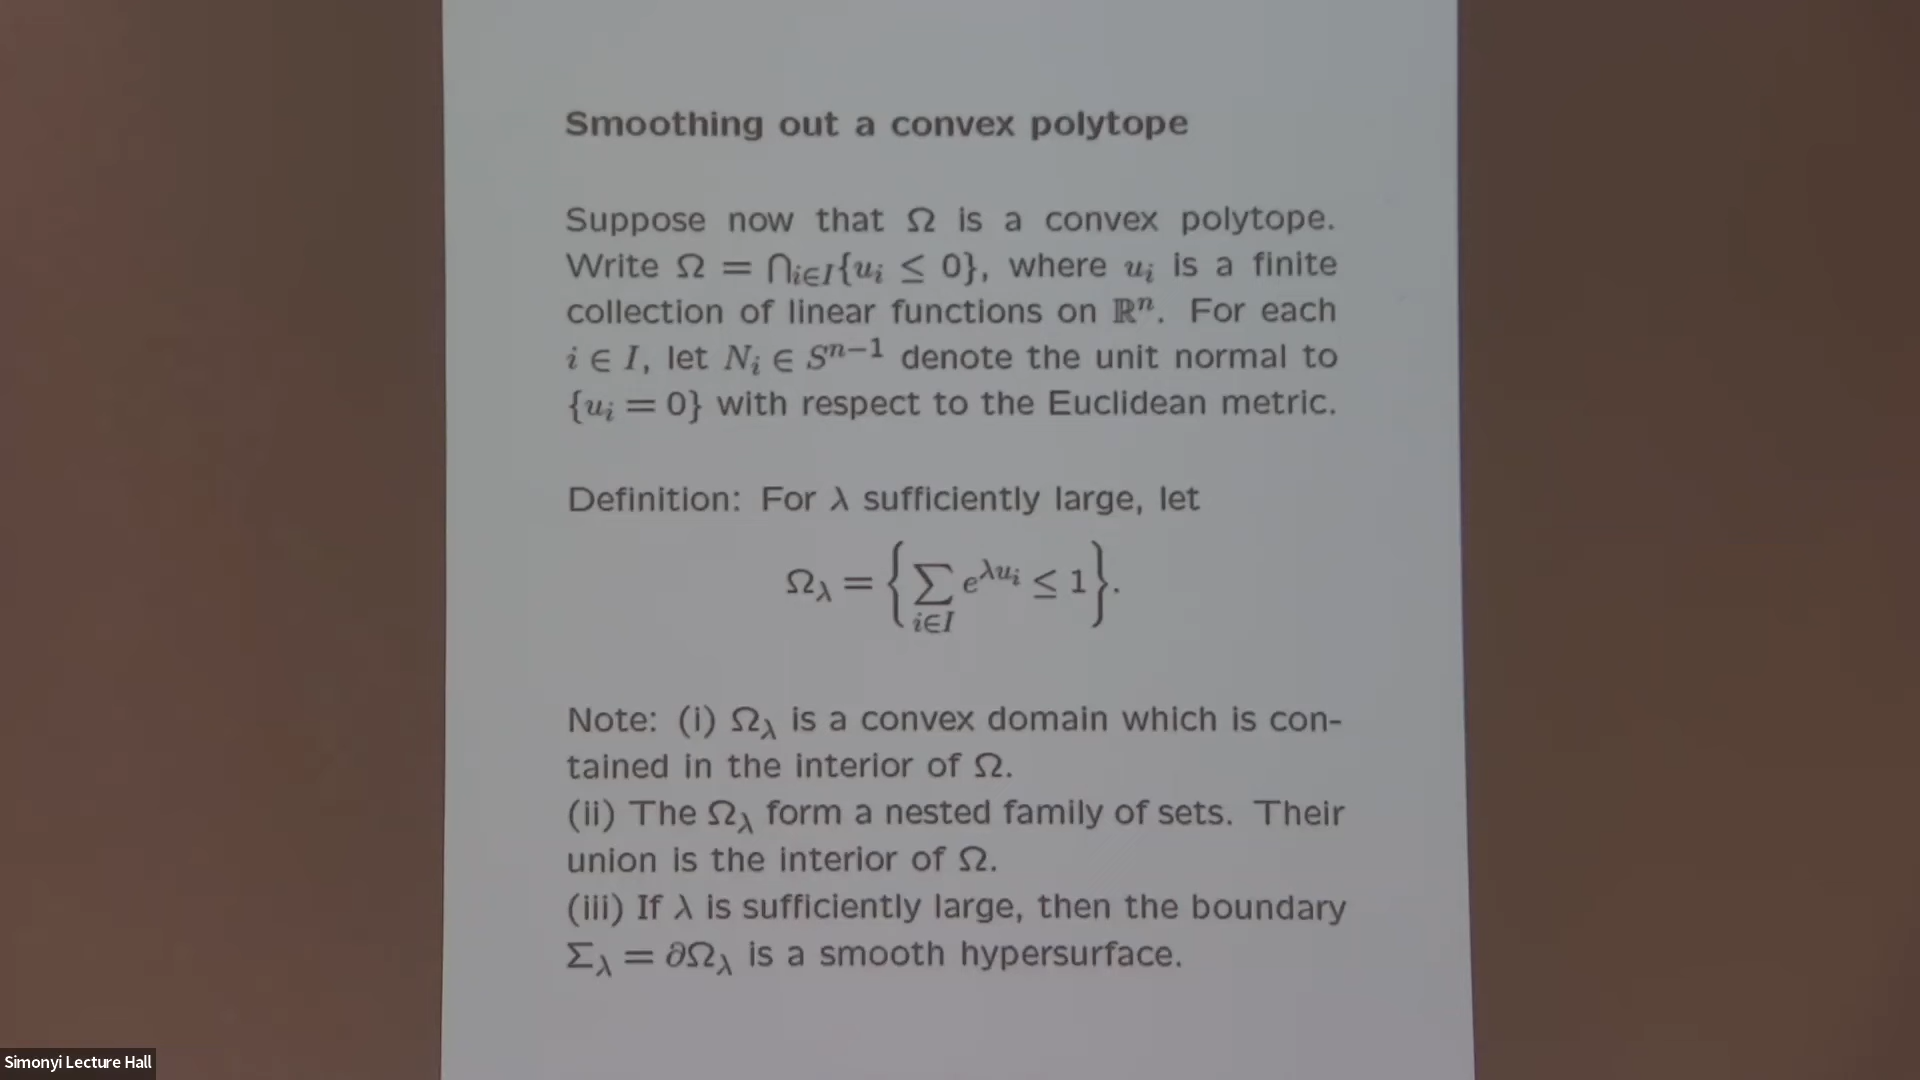 Smoothing out a convex polytope
Suppose now that Ω is a convex polytope.
Write Ω = ⋂_{i∈I}{u_i ≤ 0}, where u_i is a finite
collection of linear functions on ℝⁿ. For each
i ∈ I, let N_i ∈ S^{n−1} denote the unit normal to
{u_i = 0} with respect to the Euclidean metric.
Definition: For λ sufficiently large, let
Ω_λ = {∑_{i∈I} e^{λu_i} ≤ 1}.
Note: (i) Ω_λ is a convex domain which is con-
tained in the interior of Ω.
(ii) The Ω_λ form a nested family of sets. Their
union is the interior of Ω.
(iii) If λ is sufficiently large, then the boundary
Σ_λ = ∂Ω_λ is a smooth hypersurface.
Simonyi Lecture Hall